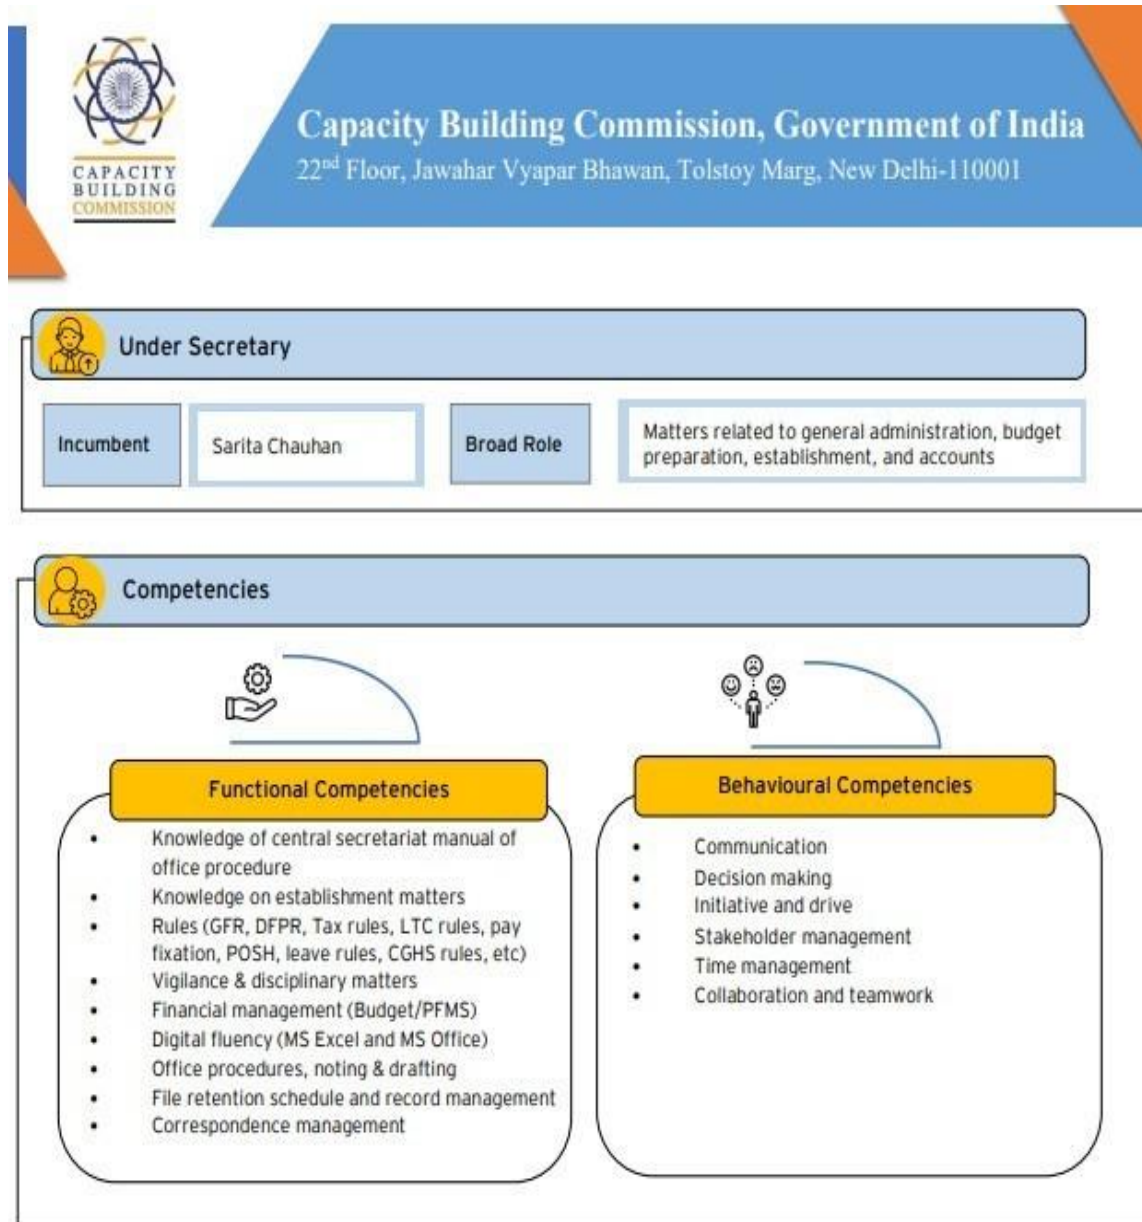 CAPACITY
BUILDING
COMMISSION
Capacity Building Commission, Government of India
22nd Floor, Jawahar Vyapar Bhawan, Tolstoy Marg, New Delhi-110001
Under Secretary
Incumbent
Sarita Chauhan
Broad Role
Matters related to general administration, budget
preparation, establishment, and accounts
Competencies
Functional Competencies
• Knowledge of central secretariat manual of
office procedure
• Knowledge on establishment matters
• Rules (GFR, DFPR, Tax rules, LTC rules, pay
fixation, POSH, leave rules, CGHS rules, etc)
• Vigilance & disciplinary matters
• Financial management (Budget/PFMS)
• Digital fluency (MS Excel and MS Office)
• Office procedures, noting & drafting
• File retention schedule and record management
• Correspondence management
Behavioural Competencies
• Communication
• Decision making
• Initiative and drive
• Stakeholder management
• Time management
• Collaboration and teamwork